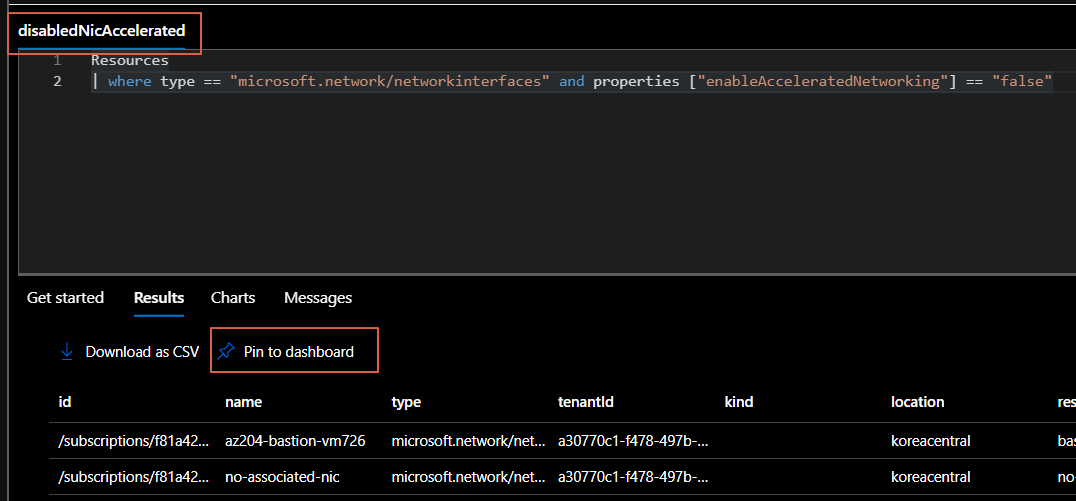 disabledNicAccelerated
1 Resources
2 | where type == "microsoft.network/networkinterfaces" and properties ["enableAcceleratedNetworking"] == "false"
Get started Results Charts Messages
Download as CSV Pin to dashboard
id name type tenantId kind location res
/subscriptions/f81a42... az204-bastion-vm726 microsoft.network/net... a30770c1-f478-497b-... koreacentral bas
/subscriptions/f81a42... no-associated-nic microsoft.network/net... a30770c1-f478-497b-... koreacentral no-